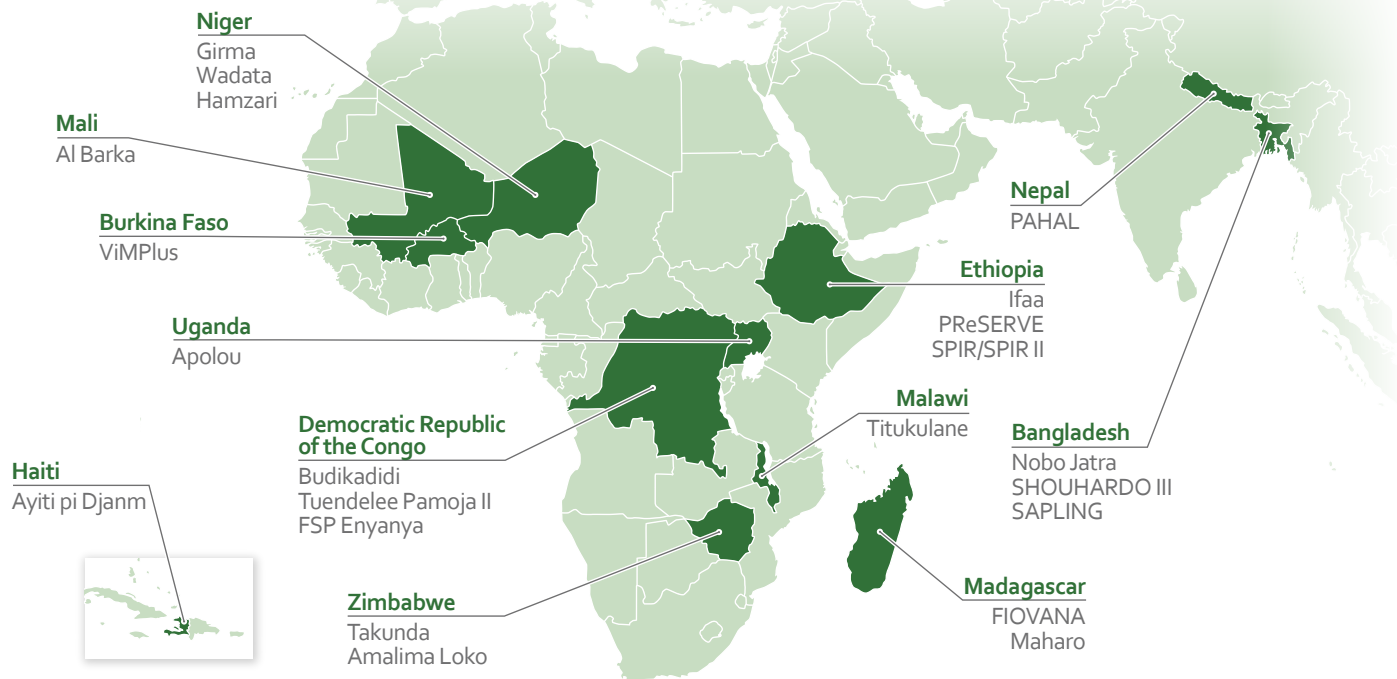 Niger
Girma
Wadata
Hamzari
Mali
Al Barka
Burkina Faso
ViMPlus
Uganda
Apolou
Democratic Republic
of the Congo
Budikadidi
Tuendelee Pamoja II
FSP Enyanya
Haiti
Ayiti pi Djanm
Zimbabwe
Takunda
Amalima Loko
Nepal
PAHAL
Ethiopia
Ifaa
PReSERVE
SPIR/SPIR II
Malawi
Titukulane
Bangladesh
Nobo Jatra
SHOUHARDO III
SAPLING
Madagascar
FIOVANA
Maharo